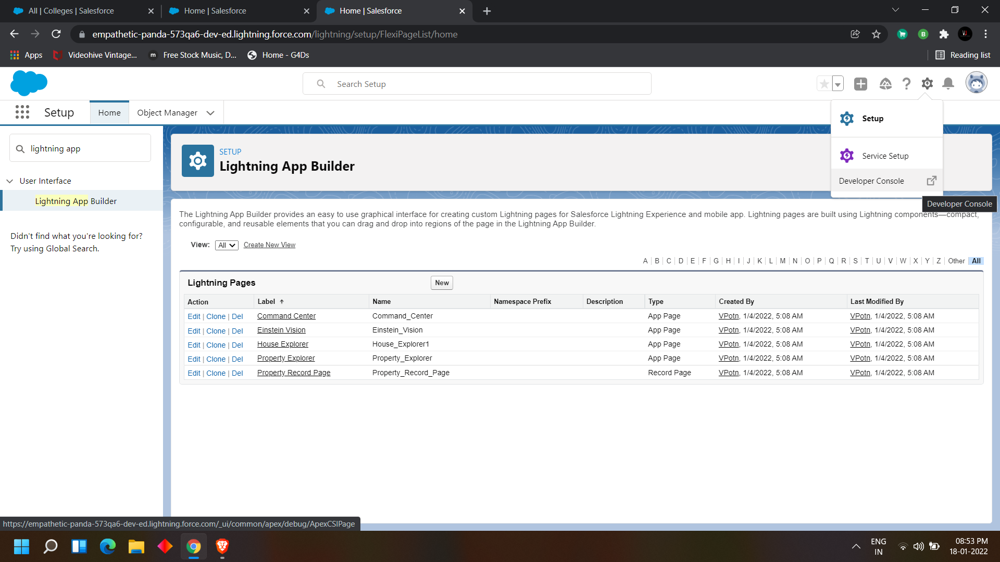 All | Colleges | Salesforce
Home | Salesforce
Home | Salesforce
empathetic-panda-573qa6-dev-ed.lightning.force.com/lightning/setup/FlexiPageList/home
Apps
Videohive Vintage...
Free Stock Music, D...
Home - G4Ds
Reading list
Search Setup
Setup
Home
Object Manager
Setup
Service Setup
Developer Console
Developer Console
lightning app
User Interface
Lightning App Builder
Didn't find what you're looking for?
Try using Global Search.
SETUP
Lightning App Builder
The Lightning App Builder provides an easy to use graphical interface for creating custom Lightning pages for Salesforce Lightning Experience and mobile app. Lightning pages are built using Lightning components—compact,
configurable, and reusable elements that you can drag and drop into regions of the page in the Lightning App Builder.
View: All Create New View
A | B | C | D | E | F | G | H | I | J | K | L | M | N | O | P | Q | R | S | T | U | V | W | X | Y | Z | Other | All
Lightning Pages New
Action Label Name Namespace Prefix Description Type Created By Last Modified By
Edit | Clone | Del Command Center Command_Center App Page VPotn, 1/4/2022, 5:08 AM VPotn, 1/4/2022, 5:08 AM
Edit | Clone | Del Einstein Vision Einstein_Vision App Page VPotn, 1/4/2022, 5:08 AM VPotn, 1/4/2022, 5:08 AM
Edit | Clone | Del House Explorer House_Explorer1 App Page VPotn, 1/4/2022, 5:08 AM VPotn, 1/4/2022, 5:08 AM
Edit | Clone | Del Property Explorer Property_Explorer App Page VPotn, 1/4/2022, 5:08 AM VPotn, 1/4/2022, 5:08 AM
Edit | Clone | Del Property Record Page Property_Record_Page Record Page VPotn, 1/4/2022, 5:08 AM VPotn, 1/4/2022, 5:08 AM
https://empathetic-panda-573qa6-dev-ed.lightning.force.com/_ui/common/apex/debug/ApexCSIPage
ENG
IN
08:53 PM
18-01-2022